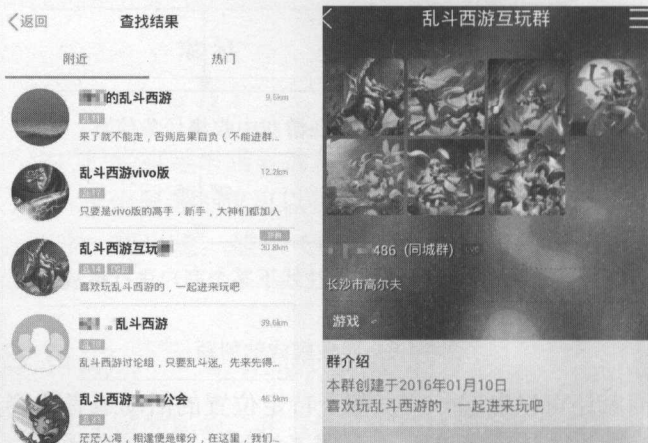 返回
查找结果
附近
热门
的乱斗西游
9.5km
来了就不能走，否则后果自负（不能进群...
乱斗西游vivo版
12.2km
只要是vivo版的高手，新手，大神们都加入
乱斗西游互玩
30.8km
喜欢玩乱斗西游的，一起进来玩吧
乱斗西游
39.6km
乱斗西游讨论组，只要乱斗迷。先来先得...
乱斗西游 公会
46.5km
茫茫人海，相逢便是缘分，在这里，我们...
乱斗西游互玩群
486 (同城群)
长沙市高尔夫
游戏
群介绍
本群创建于2016年01月10日
喜欢玩乱斗西游的，一起进来玩吧